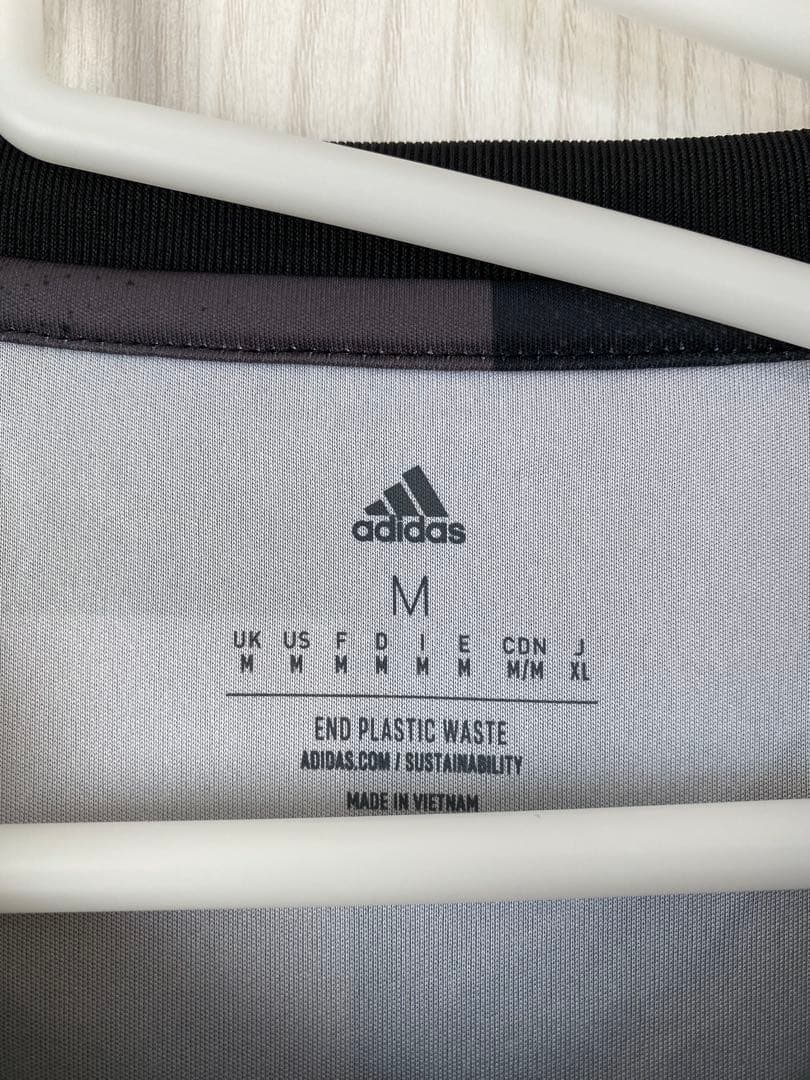 adidas
M
UK US F D I E CDN J
M M M M M M M/M XL
END PLASTIC WASTE
ADIDAS.COM / SUSTAINABILITY
MADE IN VIETNAM